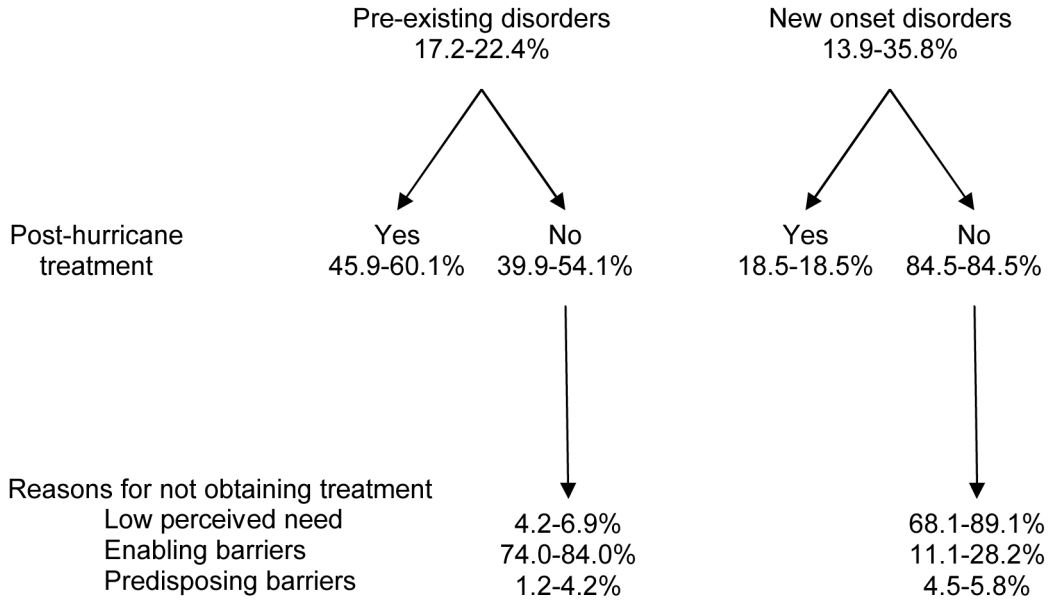 Pre-existing disorders New onset disorders
17.2-22.4% 13.9-35.8%
Post-hurricane Yes No Yes No
treatment 45.9-60.1% 39.9-54.1% 18.5-18.5% 84.5-84.5%
Reasons for not obtaining treatment
Low perceived need 4.2-6.9% 68.1-89.1%
Enabling barriers 74.0-84.0% 11.1-28.2%
Predisposing barriers 1.2-4.2% 4.5-5.8%